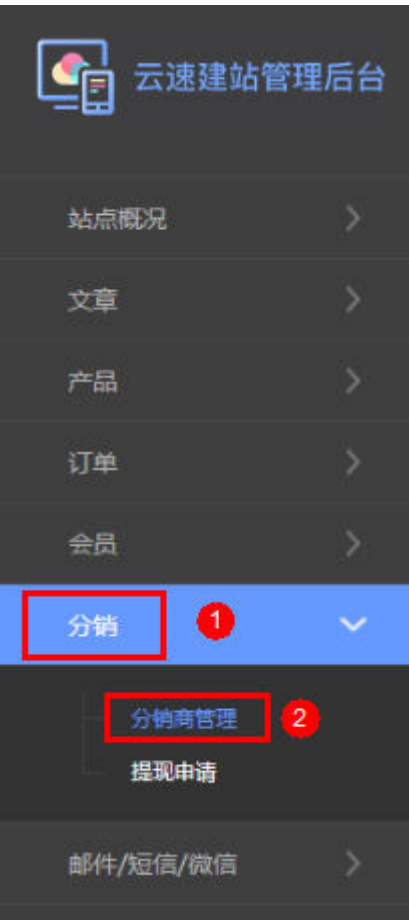 云速建站管理后台
站点概况
文章
产品
订单
会员
分销 1
分销商管理 2
提现申请
邮件/短信/微信